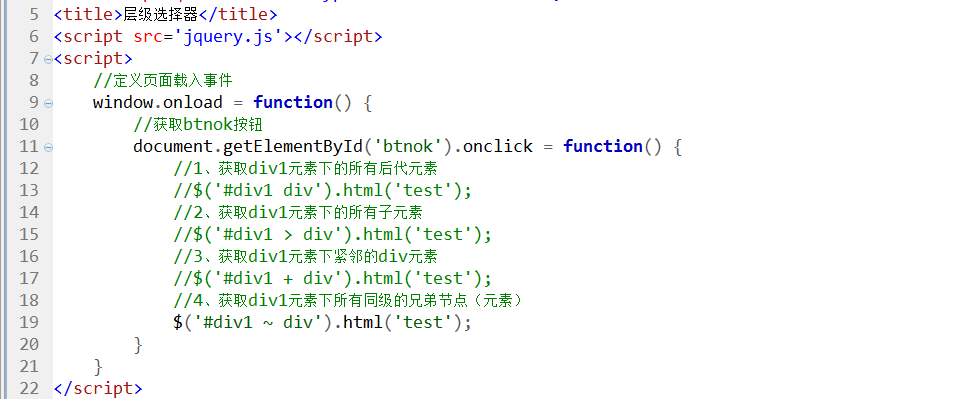 5 <title>层级选择器</title>
6 <script src='jquery.js'></script>
7 <script>
8 //定义页面载入事件
9 window.onload = function() {
10 //获取btnok按钮
11 document.getElementById('btnok').onclick = function() {
12 //1、获取div1元素下的所有后代元素
13 //$('#div1 div').html('test');
14 //2、获取div1元素下的所有子元素
15 //$('#div1 > div').html('test');
16 //3、获取div1元素下紧邻的div元素
17 //$('#div1 + div').html('test');
18 //4、获取div1元素下所有同级的兄弟节点（元素）
19 $('#div1 ~ div').html('test');
20 }
21 }
22 </script>